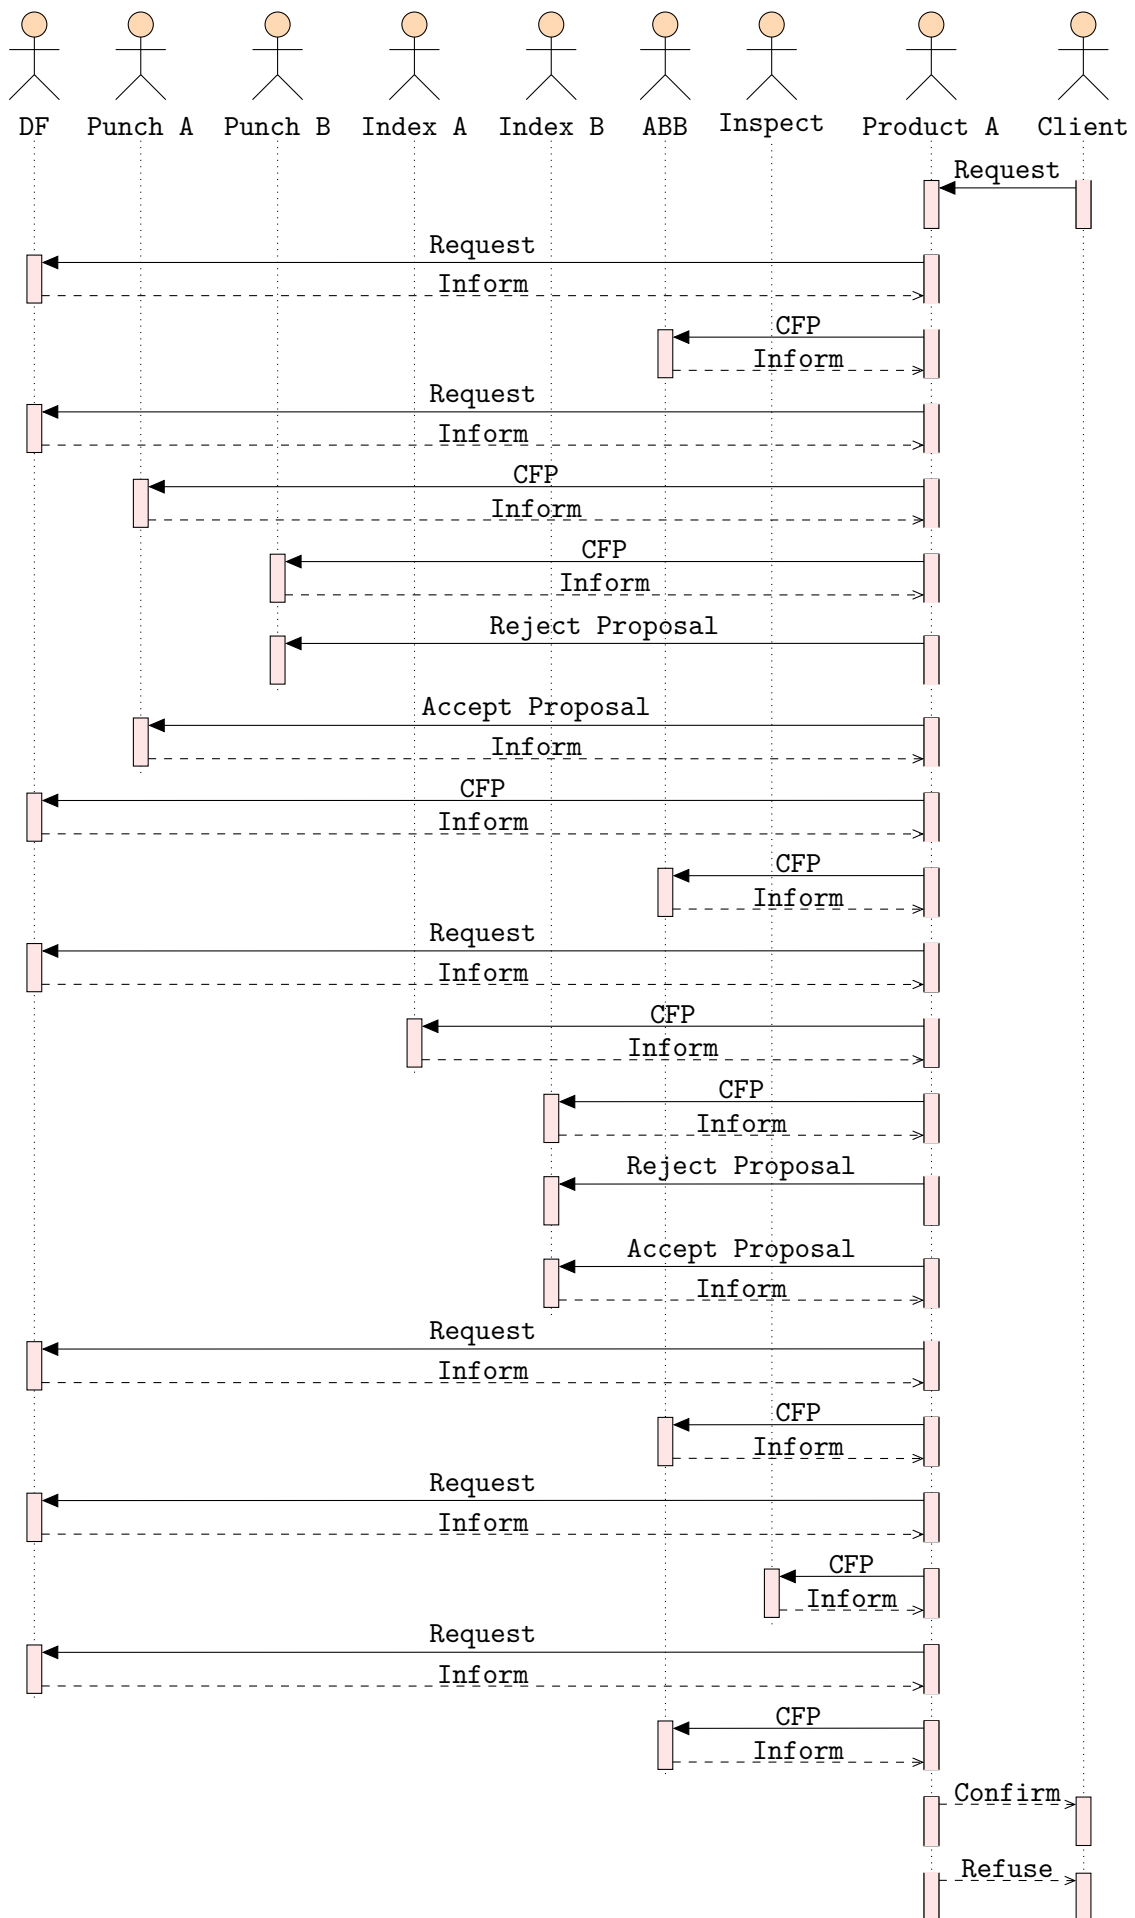 DF Punch A Punch B Index A Index B ABB Inspect Product A Client
Request
Request
Inform
CFP
Inform
Request
Inform
CFP
Inform
CFP
Inform
Reject Proposal
Accept Proposal
Inform
CFP
Inform
CFP
Inform
Request
Inform
CFP
Inform
CFP
Inform
Reject Proposal
Accept Proposal
Inform
Request
Inform
CFP
Inform
Request
Inform
CFP
Inform
Request
Inform
CFP
Inform
Confirm
Refuse